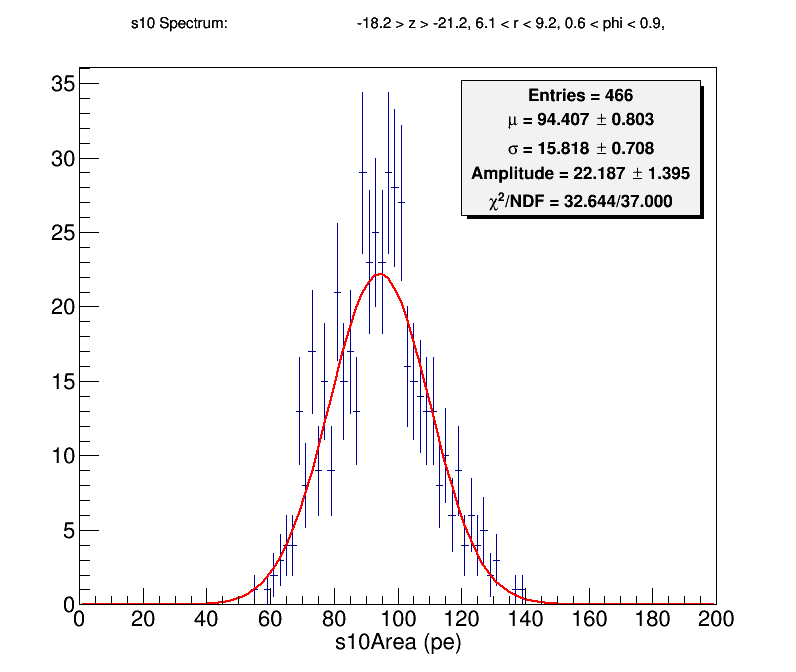 s10 Spectrum: -18.2 > z > -21.2, 6.1 < r < 9.2, 0.6 < phi < 0.9,
Entries = 466
μ = 94.407 ± 0.803
σ = 15.818 ± 0.708
Amplitude = 22.187 ± 1.395
χ²/NDF = 32.644/37.000
35
30
25
20
15
10
5
0
0 20 40 60 80 100 120 140 160 180 200
s10Area (pe)